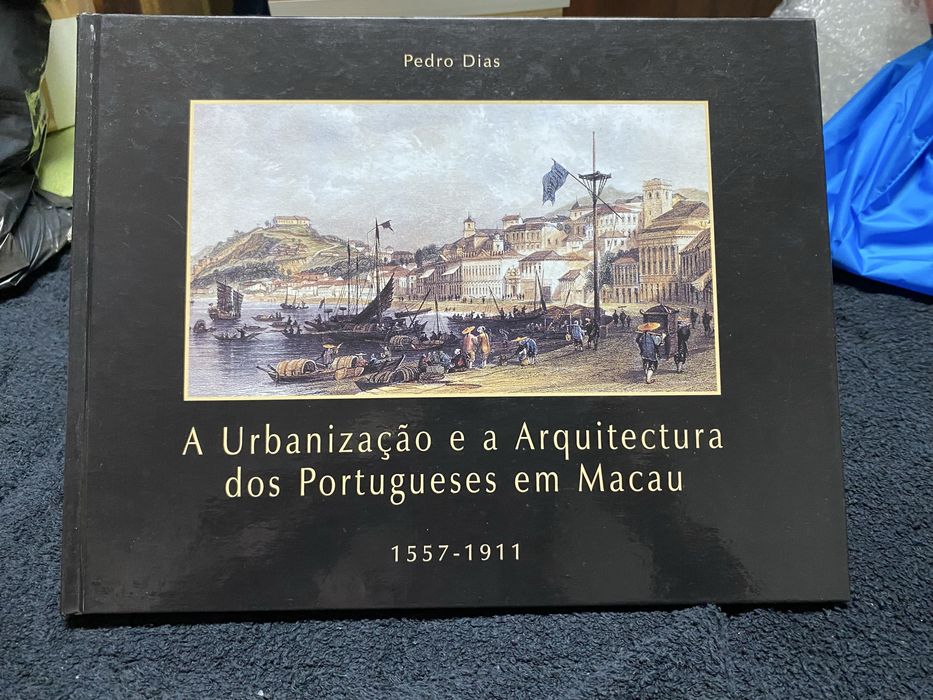 Pedro Dias
A Urbanização e a Arquitectura
dos Portugueses em Macau
1557-1911